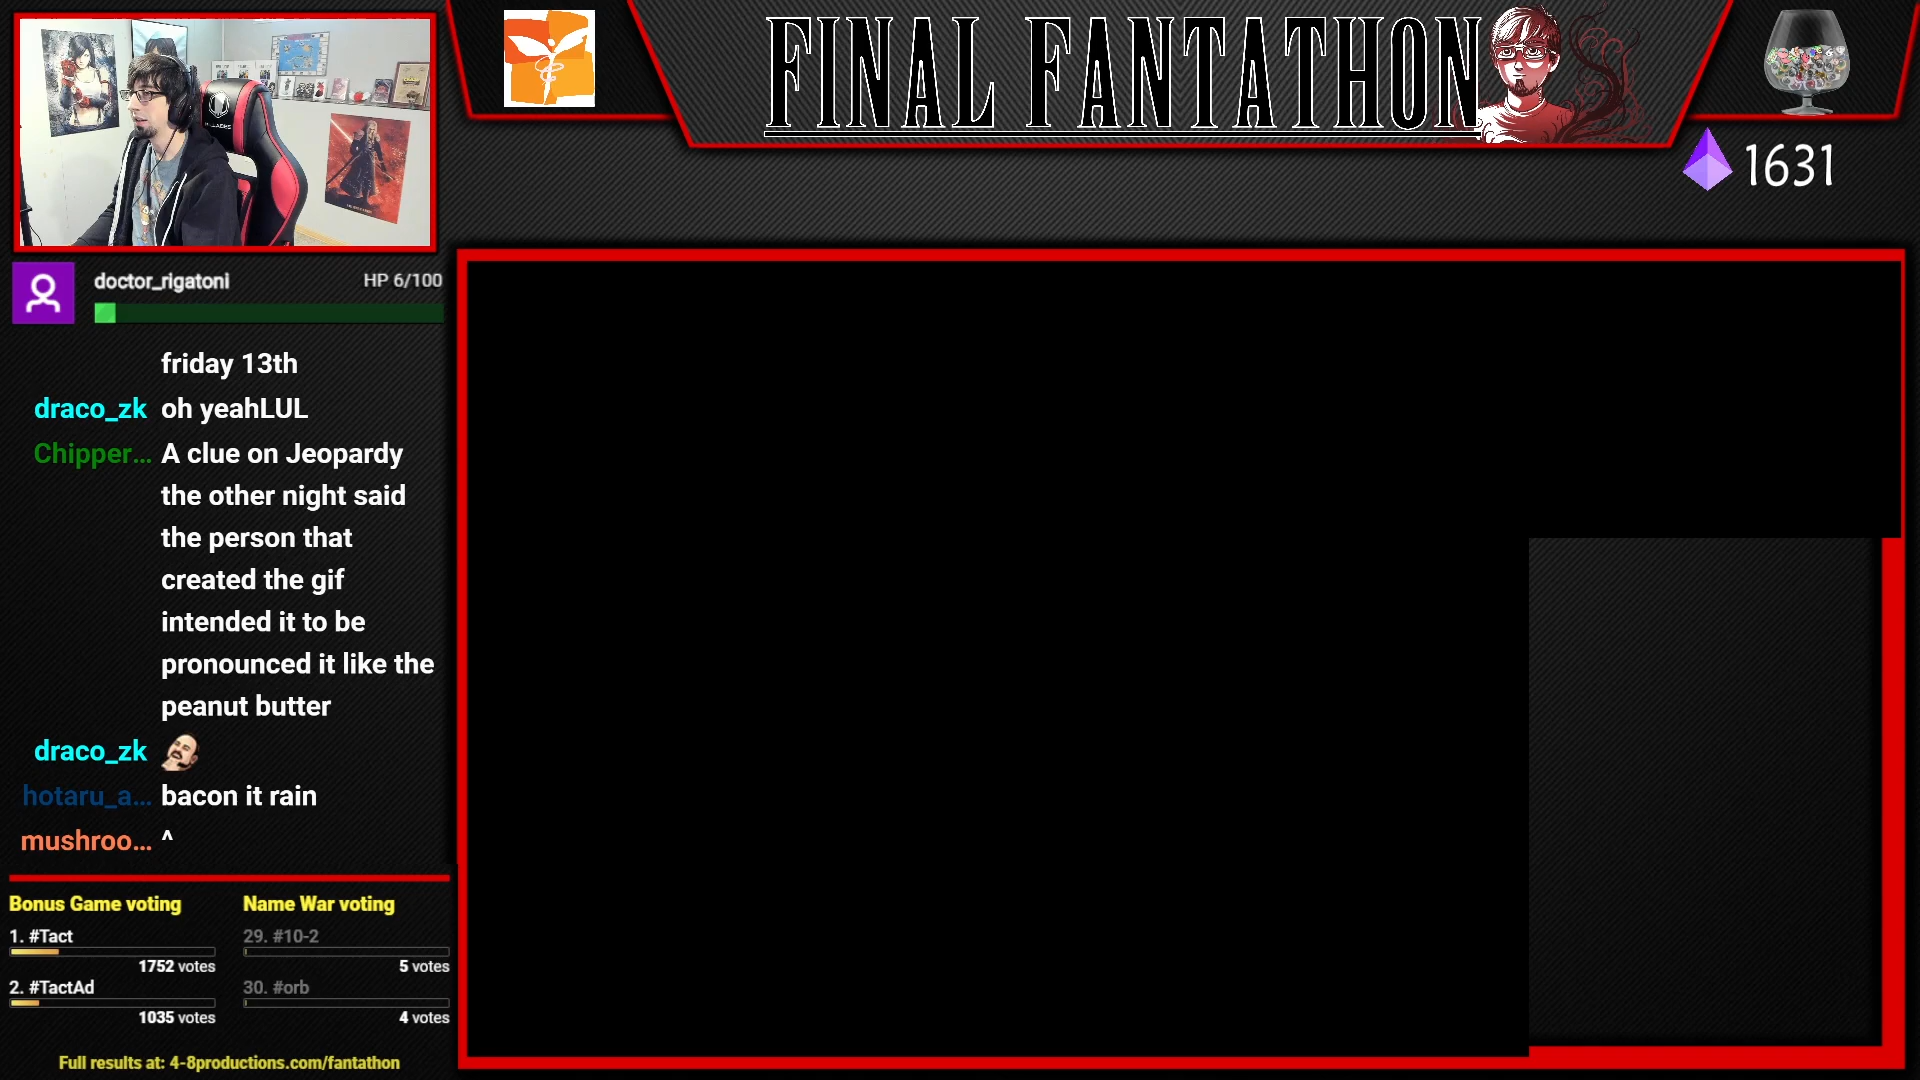 FINAL FANTATHON
1631
doctor_rigatoni HP 6/100
friday 13th
draco_zk oh yeahLUL
Chipper... A clue on Jeopardy
the other night said
the person that
created the gif
intended it to be
pronounced it like the
peanut butter
draco_zk
hotaru_a... bacon it rain
mushroo... ^
Bonus Game voting
1. #Tact
1752 votes
2. #TactAd
1035 votes
Name War voting
29. #10-2
5 votes
30. #orb
4 votes
Full results at: 4-8productions.com/fantathon